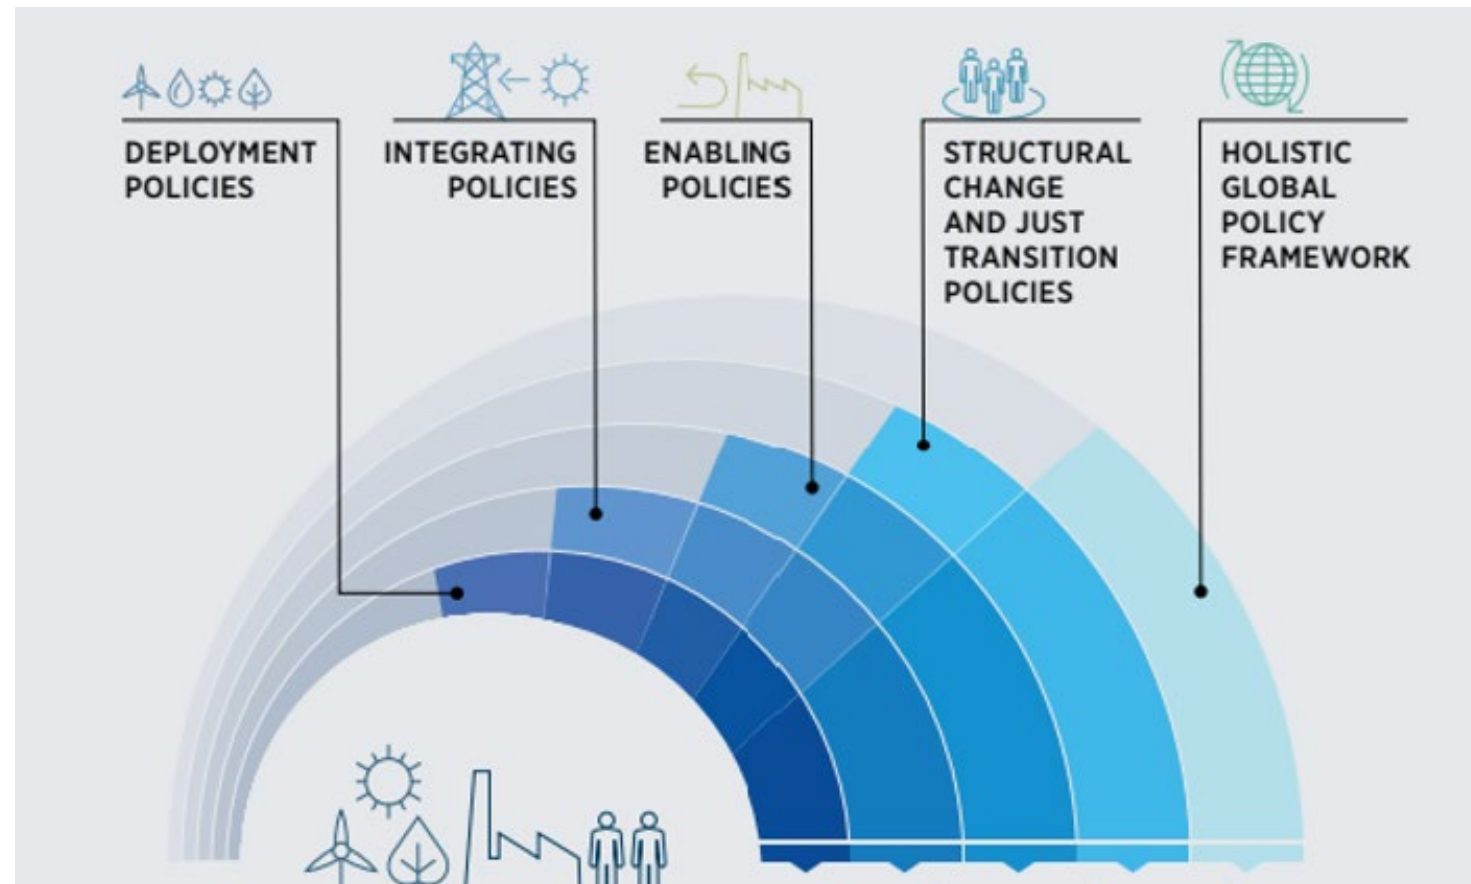 DEPLOYMENT
POLICIES
INTEGRATING
POLICIES
ENABLING
POLICIES
STRUCTURAL
CHANGE
AND JUST
TRANSITION
POLICIES
HOLISTIC
GLOBAL
POLICY
FRAMEWORK